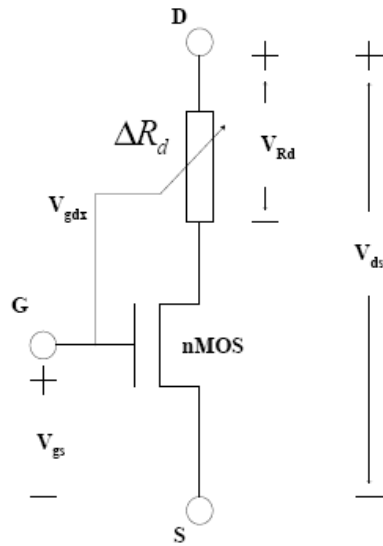 D
+
+
ΔR_d
V_Rd
V_gdx
−
V_ds
G
nMOS
+
V_gs
−
−
S